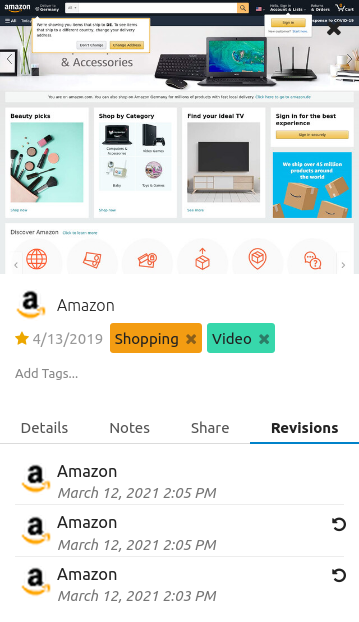 amazon
Deliver to
Germany
All
Hello, Sign in
Account & Lists
Returns
& Orders
Cart
All
We're showing you items that ship to DE. To see items that ship to a different country, change your delivery address.
Don't Change
Change Address
Sign in
New customer? Start here.
sponse to COVID-19
& Accessories
You are on amazon.com. You can also shop on Amazon Germany for millions of products with fast local delivery. Click here to go to amazon.de
Beauty picks
Shop now
Shop by Category
Computers & Accessories
Video Games
Baby
Toys & Games
Shop now
Find your ideal TV
See more
Sign in for the best experience
Sign in securely
We ship over 45 million products around the world
Discover Amazon
Click to learn more
Amazon
4/13/2019
Shopping
Video
Add Tags...
Details
Notes
Share
Revisions
Amazon
March 12, 2021 2:05 PM
Amazon
March 12, 2021 2:05 PM
Amazon
March 12, 2021 2:03 PM